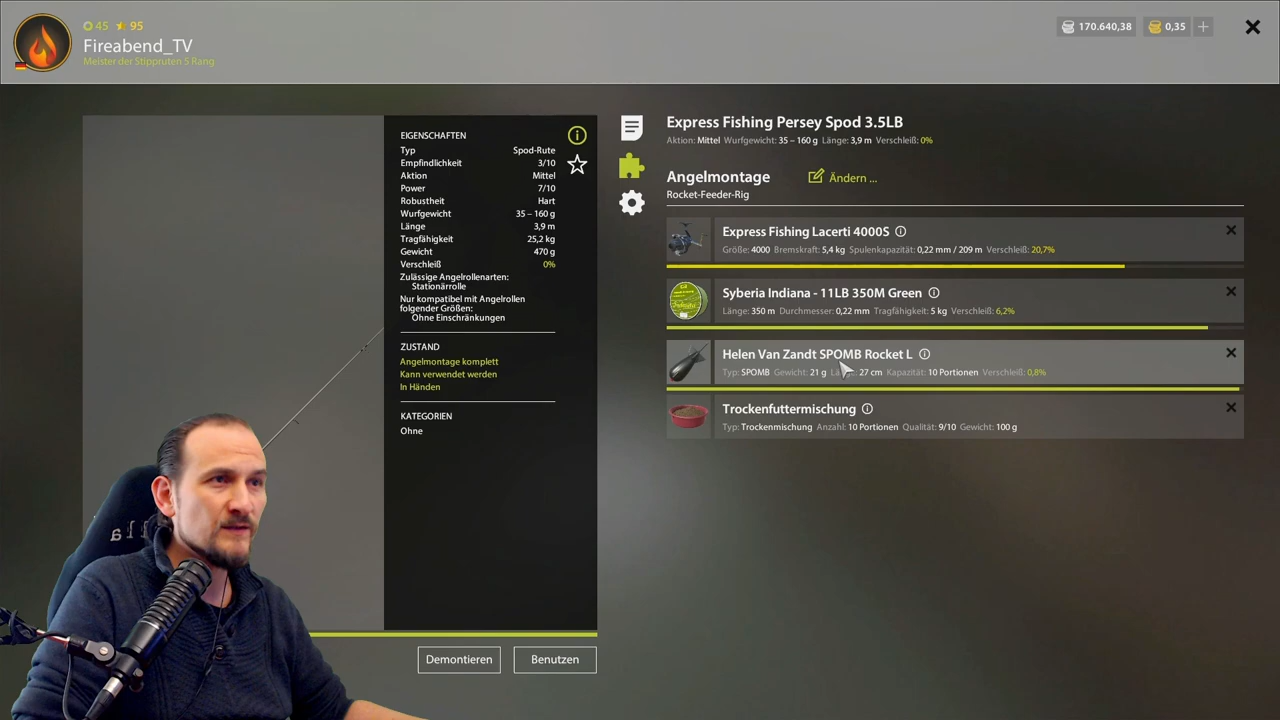 45 95
Fireabend_TV
Meister der Stippruten 5 Rang
170.640,38 0,35
EIGENSCHAFTEN
Typ Spod-Rute
Empfindlichkeit 3/10
Aktion Mittel
Power 7/10
Robustheit Hart
Wurfgewicht 35 – 160 g
Länge 3,9 m
Tragfähigkeit 25,2 kg
Gewicht 470 g
Verschleiß 0%
Zulässige Angelrollenarten:
Stationärrolle
Nur kompatibel mit Angelrollen
folgender Größen:
Ohne Einschränkungen
ZUSTAND
Angelmontage komplett
Kann verwendet werden
In Händen
KATEGORIEN
Ohne
Demontieren Benutzen
Express Fishing Persey Spod 3.5LB
Aktion: Mittel Wurfgewicht: 35 – 160 g Länge: 3,9 m Verschleiß: 0%
Angelmontage Ändern ...
Rocket-Feeder-Rig
Express Fishing Lacerti 4000S
Größe: 4000 Bremskraft: 5,4 kg Spulenkapazität: 0,22 mm / 209 m Verschleiß: 20,7%
Syberia Indiana - 11LB 350M Green
Länge: 350 m Durchmesser: 0,22 mm Tragfähigkeit: 5 kg Verschleiß: 6,2%
Helen Van Zandt SPOMB Rocket L
Typ: SPOMB Gewicht: 21 g Länge: 27 cm Kapazität: 10 Portionen Verschleiß: 0,8%
Trockenfuttermischung
Typ: Trockenmischung Anzahl: 10 Portionen Qualität: 9/10 Gewicht: 100 g